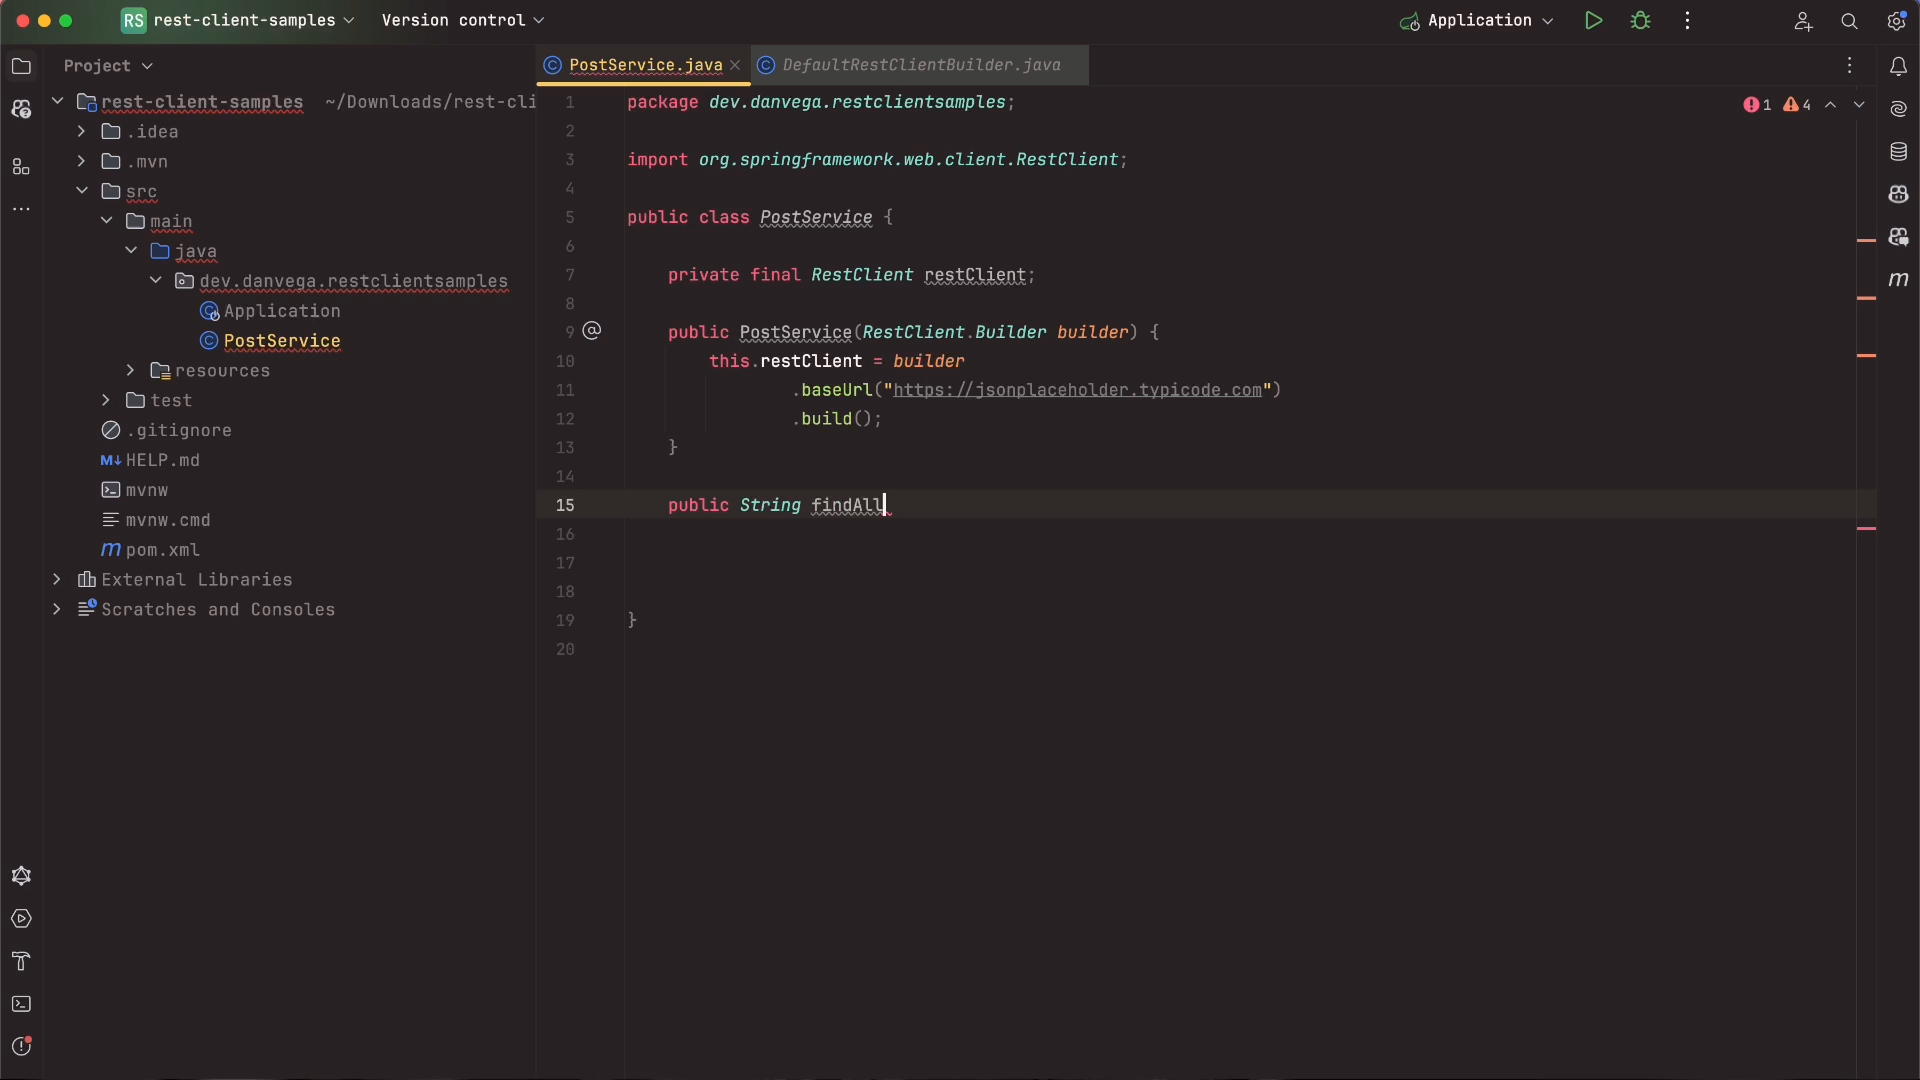 RS rest-client-samples Version control Application
Project
PostService.java DefaultRestClientBuilder.java
rest-client-samples ~/Downloads/rest-cli
.idea
.mvn
src
main
java
dev.danvega.restclientsamples
Application
PostService
resources
test
.gitignore
M↓ HELP.md
mvnw
mvnw.cmd
m pom.xml
External Libraries
Scratches and Consoles
1 package dev.danvega.restclientsamples;
2
3 import org.springframework.web.client.RestClient;
4
5 public class PostService {
6
7 private final RestClient restClient;
8
9 @ public PostService(RestClient.Builder builder) {
10 this.restClient = builder
11 .baseUrl("https://jsonplaceholder.typicode.com")
12 .build();
13 }
14
15 public String findAll
16
17
18
19 }
20
1 4
m